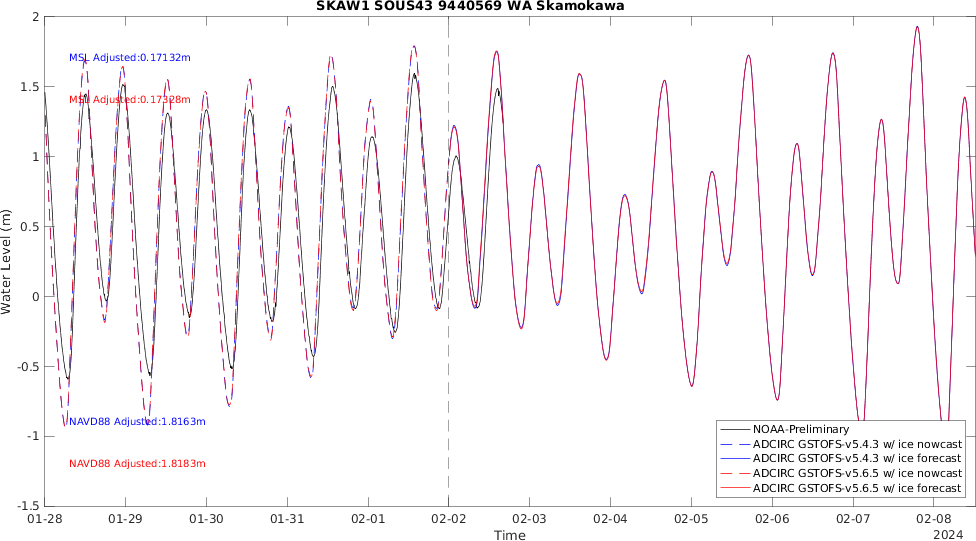 SKAW1 SOUS43 9440569 WA Skamokawa
2
1.5
1
0.5
0
-0.5
-1
-1.5
Water Level (m)
MSL Adjusted:0.17132m
MSL Adjusted:0.17328m
NAVD88 Adjusted:1.8163m
NAVD88 Adjusted:1.8183m
NOAA-Preliminary
ADCIRC GSTOFS-v5.4.3 w/ ice nowcast
ADCIRC GSTOFS-v5.4.3 w/ ice forecast
ADCIRC GSTOFS-v5.6.5 w/ ice nowcast
ADCIRC GSTOFS-v5.6.5 w/ ice forecast
01-28 01-29 01-30 01-31 02-01 02-02 02-03 02-04 02-05 02-06 02-07 02-08
Time
2024